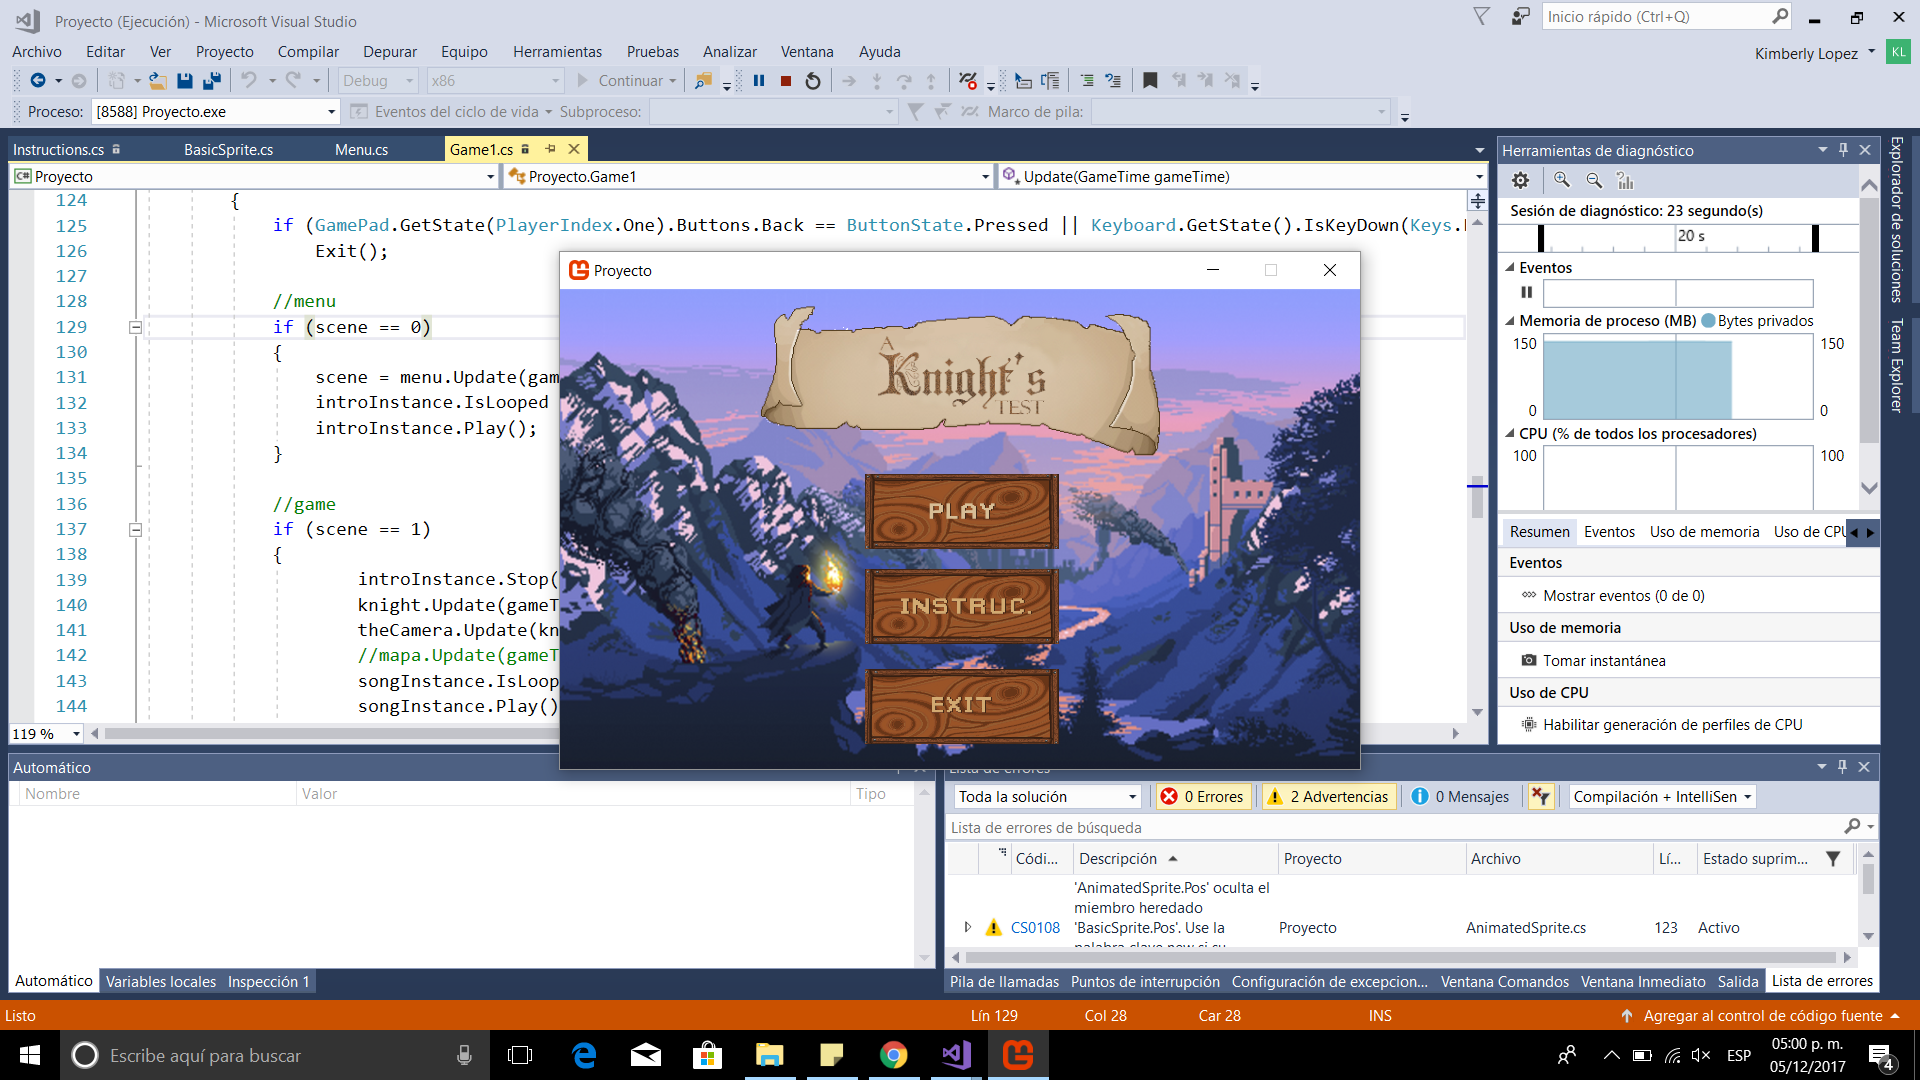 Proyecto (Ejecución) - Microsoft Visual Studio
Inicio rápido (Ctrl+Q)
Archivo Editar Ver Proyecto Compilar Depurar Equipo Herramientas Pruebas Analizar Ventana Ayuda
Kimberly Lopez KL
Debug x86 Continuar
Proceso: [8588] Proyecto.exe Eventos del ciclo de vida Subproceso: Marco de pila:
Instructions.cs BasicSprite.cs Menu.cs Game1.cs
Proyecto Proyecto.Game1 Update(GameTime gameTime)
124 {
125 if (GamePad.GetState(PlayerIndex.One).Buttons.Back == ButtonState.Pressed || Keyboard.GetState().IsKeyDown(Keys.
126 Exit();
127
128 //menu
129 if (scene == 0)
130 {
131 scene = menu.Update(gam
132 introInstance.IsLooped
133 introInstance.Play();
134 }
135
136 //game
137 if (scene == 1)
138 {
139 introInstance.Stop(
140 knight.Update(gameT
141 theCamera.Update(kn
142 //mapa.Update(gameT
143 songInstance.IsLoop
144 songInstance.Play()
119 %
Proyecto
A
Knight's
TEST
PLAY
INSTRUC.
EXIT
Herramientas de diagnóstico
Sesión de diagnóstico: 23 segundo(s)
20 s
Eventos
Memoria de proceso (MB) Bytes privados
150 150
0 0
CPU (% de todos los procesadores)
100 100
Resumen Eventos Uso de memoria Uso de CPU
Eventos
Mostrar eventos (0 de 0)
Uso de memoria
Tomar instantánea
Uso de CPU
Habilitar generación de perfiles de CPU
Explorador de soluciones
Team Explorer
Automático
Nombre Valor Tipo
Automático Variables locales Inspección 1
Lista de errores
Toda la solución 0 Errores 2 Advertencias 0 Mensajes Compilación + IntelliSen
Lista de errores de búsqueda
Códi... Descripción Proyecto Archivo Lí... Estado suprim...
'AnimatedSprite.Pos' oculta el
miembro heredado
CS0108 'BasicSprite.Pos'. Use la Proyecto AnimatedSprite.cs 123 Activo
palabra clave new si su
Pila de llamadas Puntos de interrupción Configuración de excepcion... Ventana Comandos Ventana Inmediato Salida Lista de errores
Listo Lín 129 Col 28 Car 28 INS Agregar al control de código fuente
Escribe aquí para buscar
ESP
05:00 p. m.
05/12/2017
4